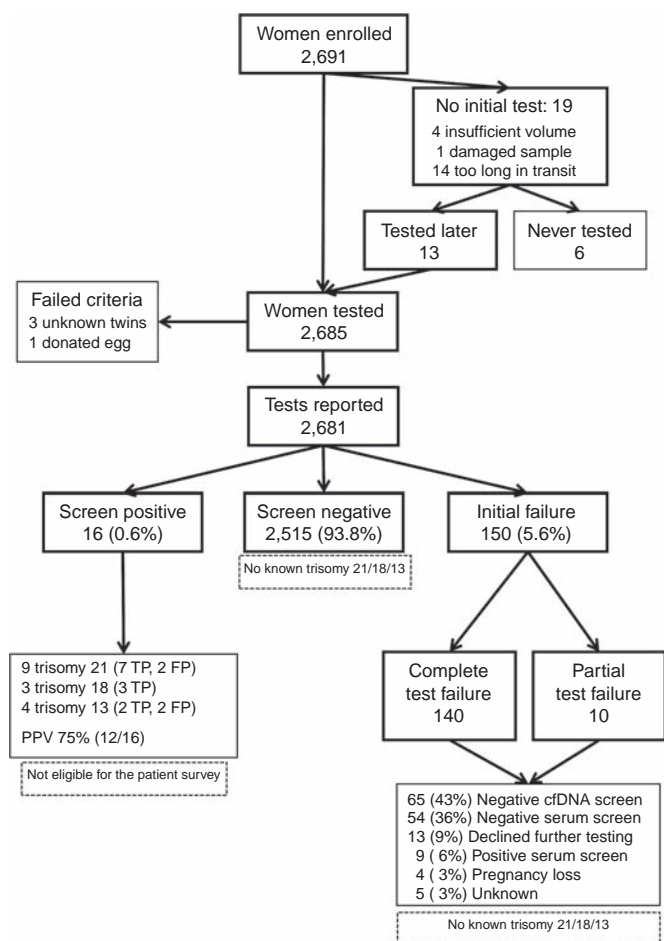 Women enrolled
2,691
No initial test: 19
4 insufficient volume
1 damaged sample
14 too long in transit
Tested later
13
Never tested
6
Failed criteria
3 unknown twins
1 donated egg
Women tested
2,685
Tests reported
2,681
Screen positive
16 (0.6%)
Screen negative
2,515 (93.8%)
No known trisomy 21/18/13
Initial failure
150 (5.6%)
9 trisomy 21 (7 TP, 2 FP)
3 trisomy 18 (3 TP)
4 trisomy 13 (2 TP, 2 FP)
PPV 75% (12/16)
Not eligible for the patient survey
Complete
test failure
140
Partial
test failure
10
65 (43%) Negative cfDNA screen
54 (36%) Negative serum screen
13 (9%) Declined further testing
9 ( 6%) Positive serum screen
4 ( 3%) Pregnancy loss
5 ( 3%) Unknown
No known trisomy 21/18/13